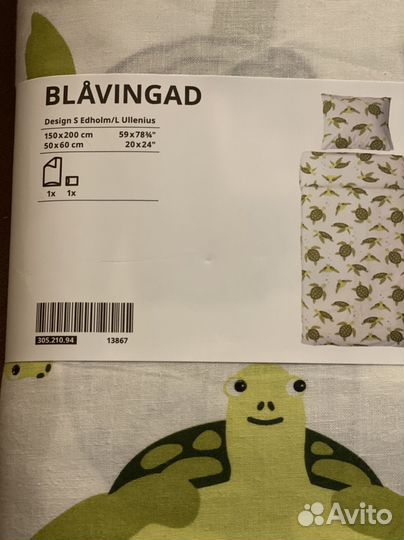 BLÅVINGAD
Design S Edholm/L Ullenius
150x200 cm 59x78¾"
50x60 cm 20x24"
1x 1x
305.210.94 13867
Avito